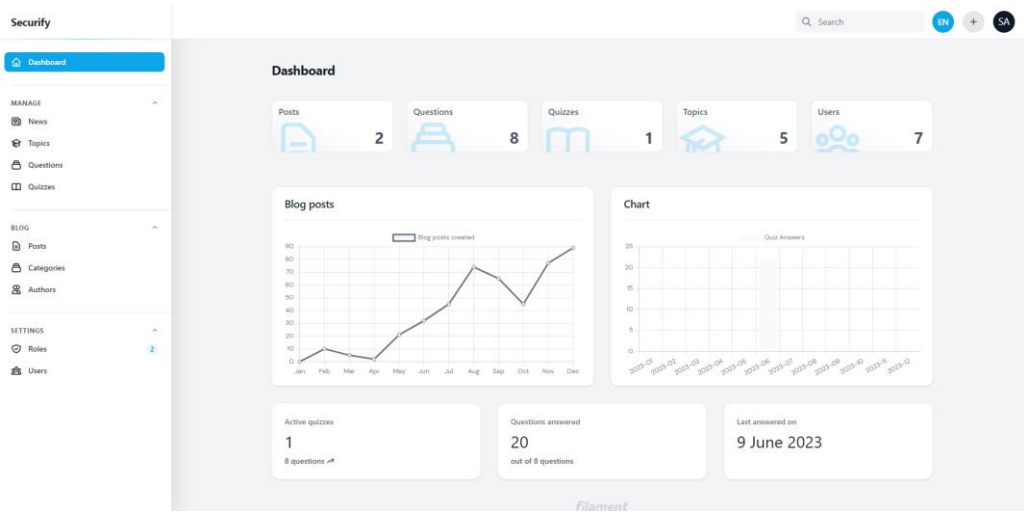 Securify
Search
EN
+
SA
Dashboard
MANAGE
News
Topics
Questions
Quizzes
BLOG
Posts
Categories
Authors
SETTINGS
Roles 2
Users
Dashboard
Posts
2
Questions
8
Quizzes
1
Topics
5
Users
7
Blog posts
Blog posts created
90
80
70
60
50
40
30
20
10
0
Jan Feb Mar Apr May Jun Jul Aug Sep Oct Nov Dec
Chart
Quiz Answers
25
20
15
10
5
0
2023-01 2023-02 2023-03 2023-04 2023-05 2023-06 2023-07 2023-08 2023-09 2023-10 2023-11 2023-12
Active quizzes
1
8 questions
Questions answered
20
out of 8 questions
Last answered on
9 June 2023
filament